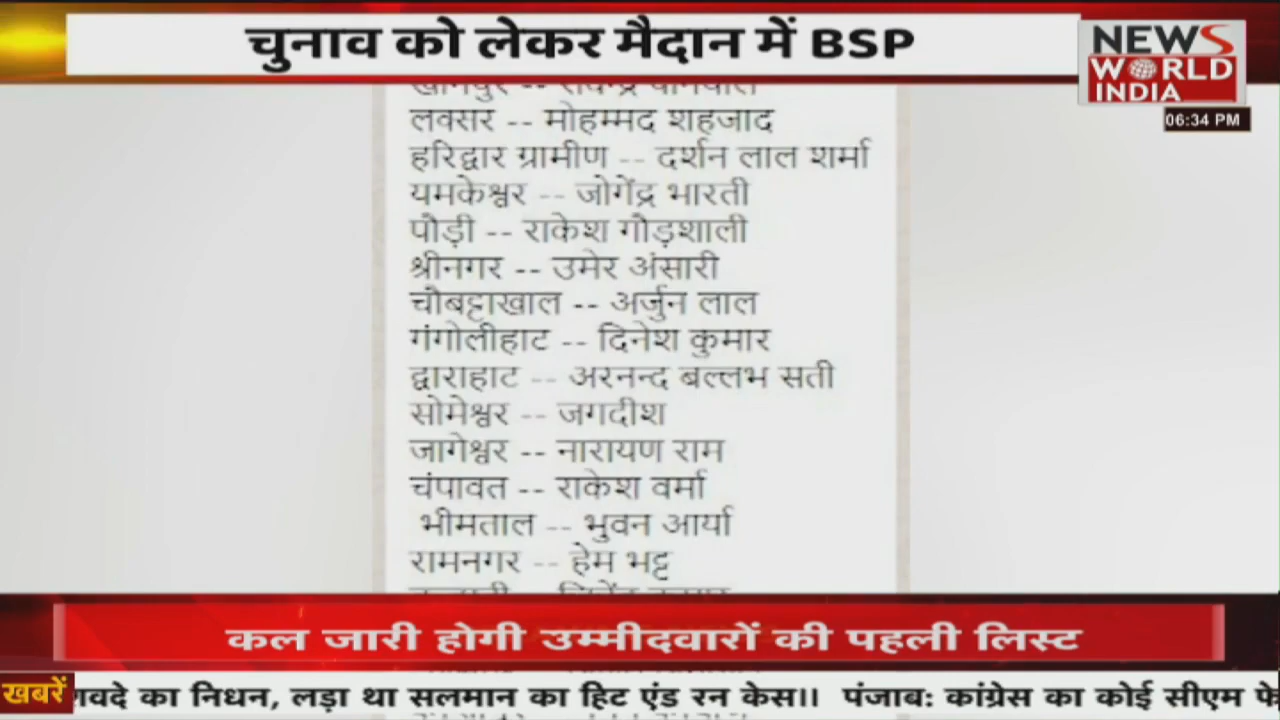 चुनाव को लेकर मैदान में BSP
NEWS
WORLD
INDIA
06:34 PM
लक्सर -- मोहम्मद शहजाद
हरिद्वार ग्रामीण -- दर्शन लाल शर्मा
यमकेश्वर -- जोगेंद्र भारती
पौड़ी -- राकेश गौड़शाली
श्रीनगर -- उमेर अंसारी
चौबट्टाखाल -- अर्जुन लाल
गंगोलीहाट -- दिनेश कुमार
द्वाराहाट -- अरनन्द बल्लभ सती
सोमेश्वर -- जगदीश
जागेश्वर -- नारायण राम
चंपावत -- राकेश वर्मा
भीमताल -- भुवन आर्या
रामनगर -- हेम भट्ट
कल जारी होगी उम्मीदवारों की पहली लिस्ट
खबरें
का निधन, लड़ा था सलमान का हिट एंड रन केस।। पंजाब: कांग्रेस का कोई सीएम